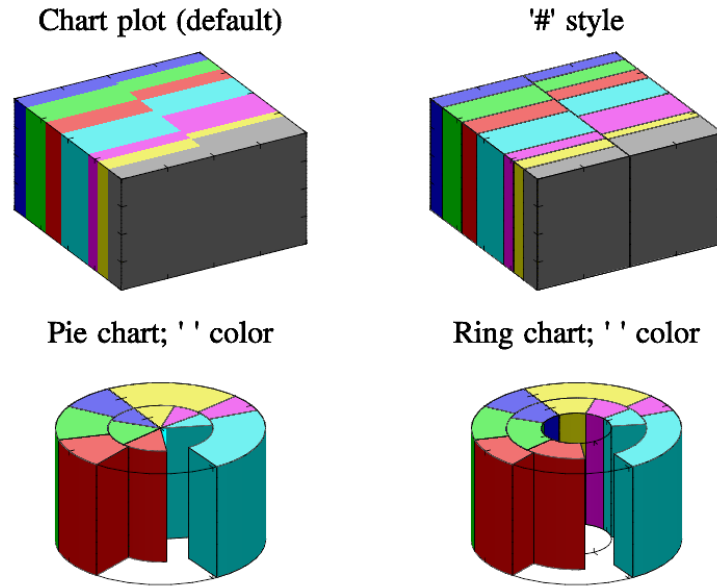 Chart plot (default)
'#' style
Pie chart; ' ' color
Ring chart; ' ' color